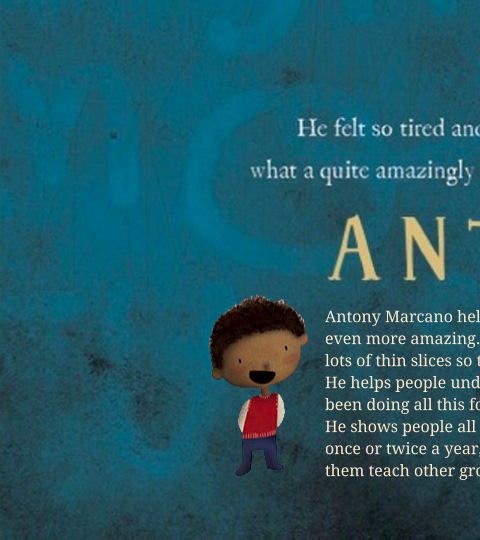 He felt so tired and
what a quite amazingly
ANT
Antony Marcano hel
even more amazing.
lots of thin slices so t
He helps people und
been doing all this fo
He shows people all
once or twice a year,
them teach other gro